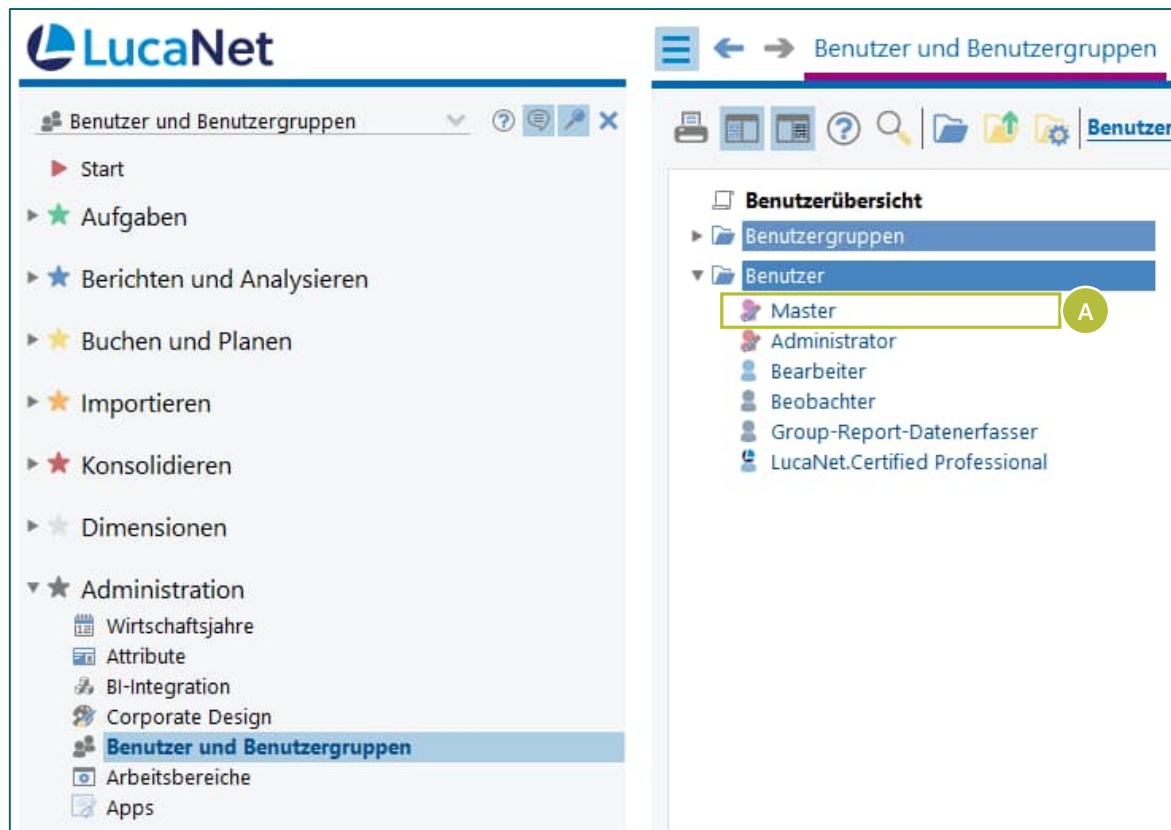 LucaNet
Benutzer und Benutzergruppen
Start
Aufgaben
Berichten und Analysieren
Buchen und Planen
Importieren
Konsolidieren
Dimensionen
Administration
Wirtschaftsjahre
Attribute
BI-Integration
Corporate Design
Benutzer und Benutzergruppen
Arbeitsbereiche
Apps
Benutzer und Benutzergruppen
Benutzer
Benutzerübersicht
Benutzergruppen
Benutzer
Master A
Administrator
Bearbeiter
Beobachter
Group-Report-Datenerfasser
LucaNet.Certified Professional